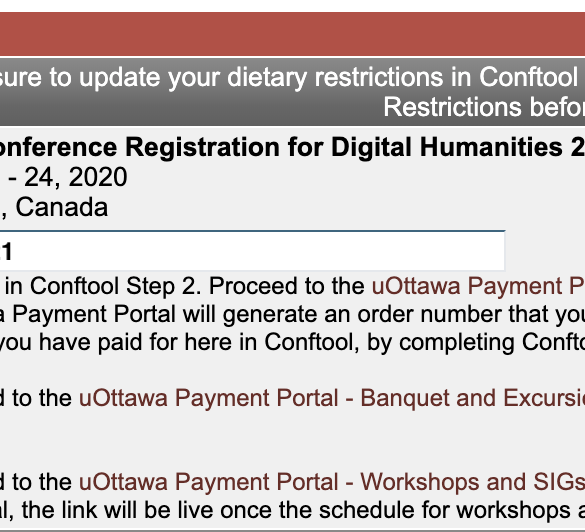 sure to update your dietary restrictions in Conftool
Restrictions befor
onference Registration for Digital Humanities 2
- 24, 2020
, Canada
1
in Conftool Step 2. Proceed to the uOttawa Payment P
a Payment Portal will generate an order number that you
you have paid for here in Conftool, by completing Confto
d to the uOttawa Payment Portal - Banquet and Excursi
d to the uOttawa Payment Portal - Workshops and SIGs
al, the link will be live once the schedule for workshops a